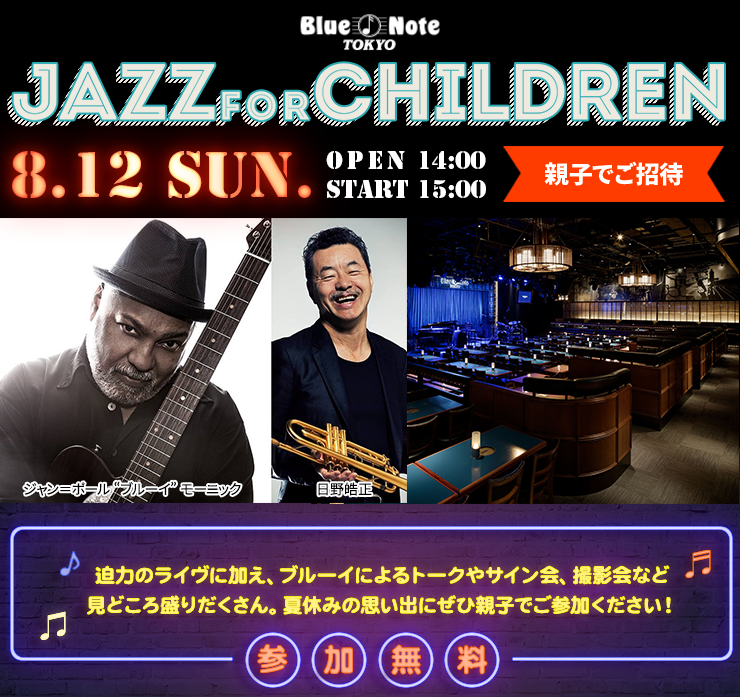 Blue Note
TOKYO
JAZZ FOR CHILDREN
8.12 SUN.
OPEN 14:00
START 15:00
親子でご招待
ジャン=ポール“ブルーイ”モーニック
日野皓正
迫力のライヴに加え、ブルーイによるトークやサイン会、撮影会など
見どころ盛りだくさん。夏休みの思い出にぜひ親子でご参加ください!
参加無料